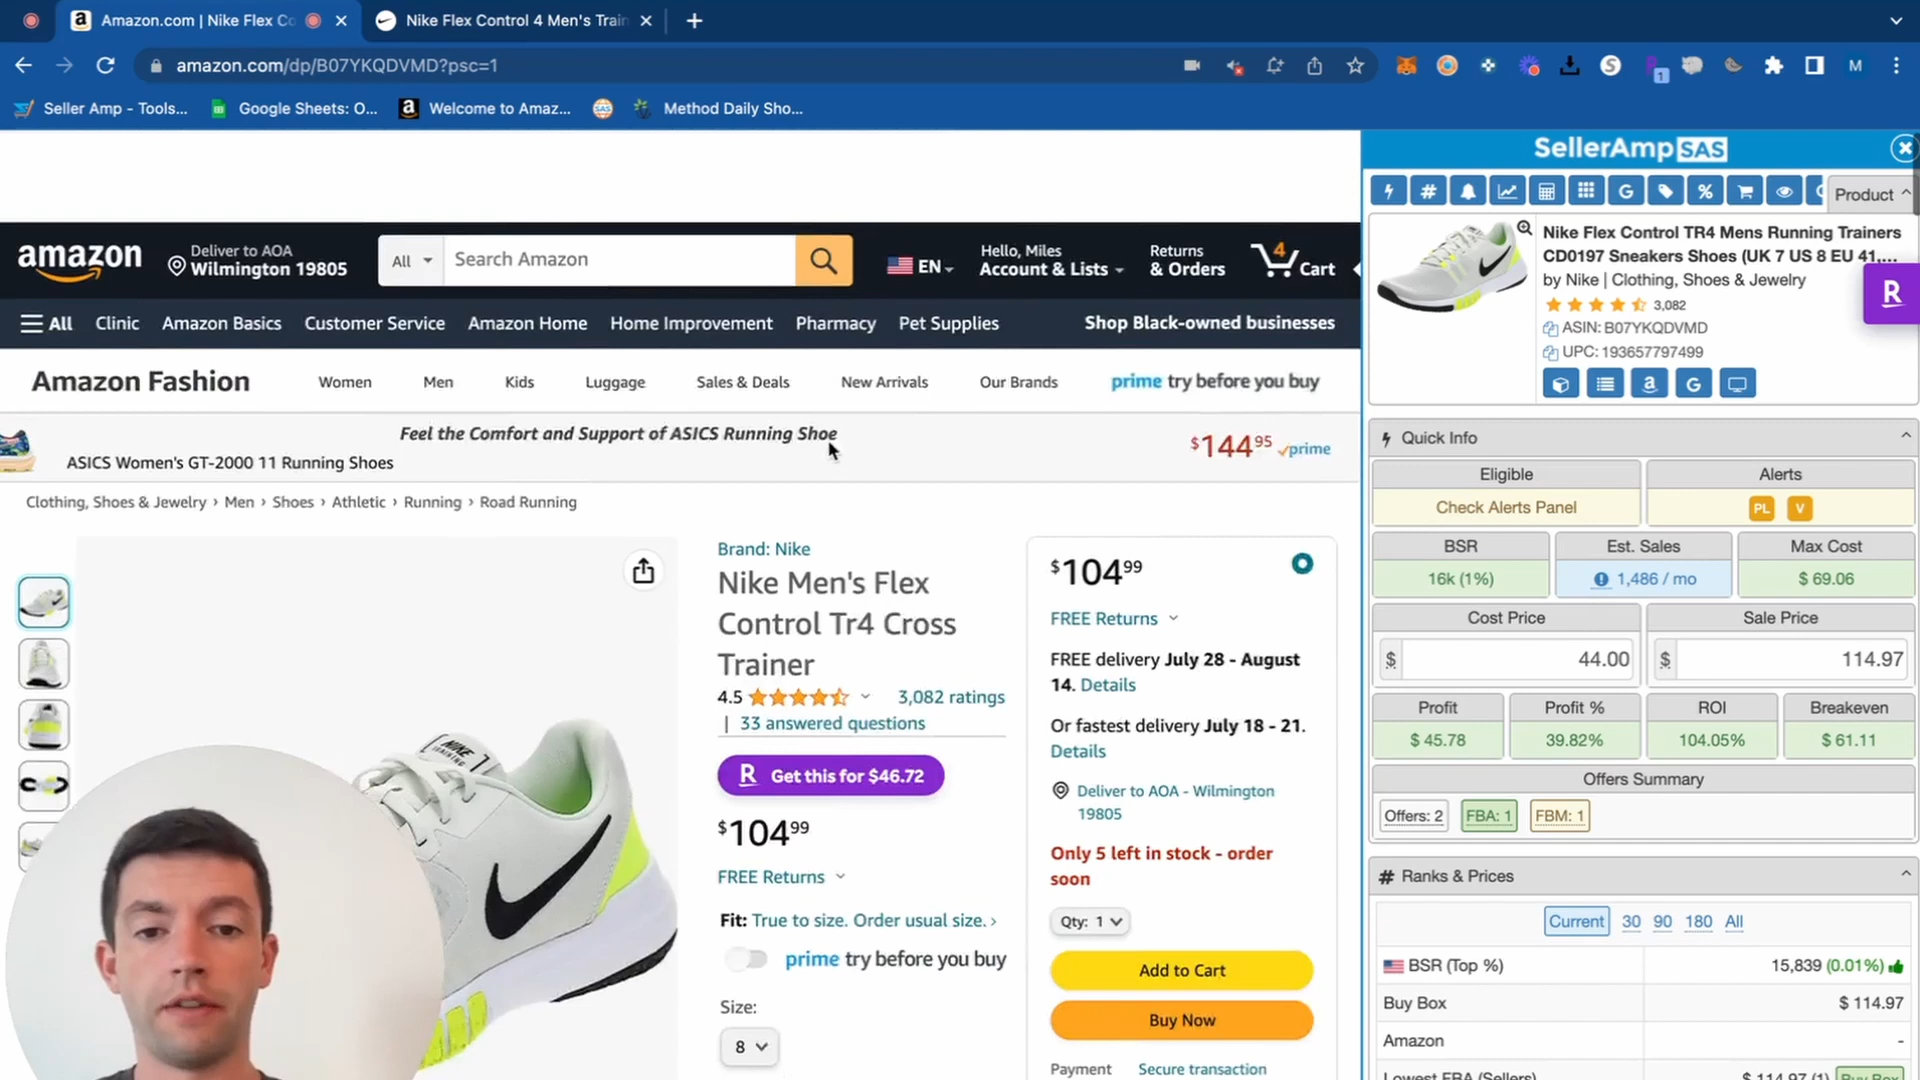 Amazon.com | Nike Flex Co
Nike Flex Control 4 Men's Train
amazon.com/dp/B07YKQDVMD?psc=1
1
M
Seller Amp - Tools...
Google Sheets: O...
Welcome to Amaz...
Method Daily Sho...
SellerAmp SAS
Product
amazon
Deliver to AOA
Wilmington 19805
All
Search Amazon
EN
Hello, Miles
Account & Lists
Returns
& Orders
4
Cart
All
Clinic
Amazon Basics
Customer Service
Amazon Home
Home Improvement
Pharmacy
Pet Supplies
Shop Black-owned businesses
Amazon Fashion
Women
Men
Kids
Luggage
Sales & Deals
New Arrivals
Our Brands
prime try before you buy
Feel the Comfort and Support of ASICS Running Shoe
ASICS Women's GT-2000 11 Running Shoes
$144 95 prime
Clothing, Shoes & Jewelry › Men › Shoes › Athletic › Running › Road Running
NIKE
TRAINING
Brand: Nike
Nike Men's Flex
Control Tr4 Cross
Trainer
4.5
3,082 ratings
| 33 answered questions
R Get this for $46.72
$104 99
FREE Returns
Fit: True to size. Order usual size. ›
prime try before you buy
Size:
8
$104 99
FREE Returns
FREE delivery July 28 - August
14. Details
Or fastest delivery July 18 - 21.
Details
Deliver to AOA - Wilmington
19805
Only 5 left in stock - order
soon
Qty: 1
Add to Cart
Buy Now
Payment
Secure transaction
Nike Flex Control TR4 Mens Running Trainers
CD0197 Sneakers Shoes (UK 7 US 8 EU 41,...
by Nike | Clothing, Shoes & Jewelry
3,082
ASIN: B07YKQDVMD
UPC: 193657797499
R
Quick Info
Eligible
Alerts
Check Alerts Panel
PL
V
BSR
Est. Sales
Max Cost
16k (1%)
1,486 / mo
$ 69.06
Cost Price
Sale Price
$ 44.00
$ 114.97
Profit
Profit %
ROI
Breakeven
$ 45.78
39.82%
104.05%
$ 61.11
Offers Summary
Offers: 2
FBA: 1
FBM: 1
# Ranks & Prices
Current
30
90
180
All
BSR (Top %)
15,839 (0.01%)
Buy Box
$ 114.97
Amazon
-
Lowest FBA (Sellers)
$ 114.97 (1)
Buy Box